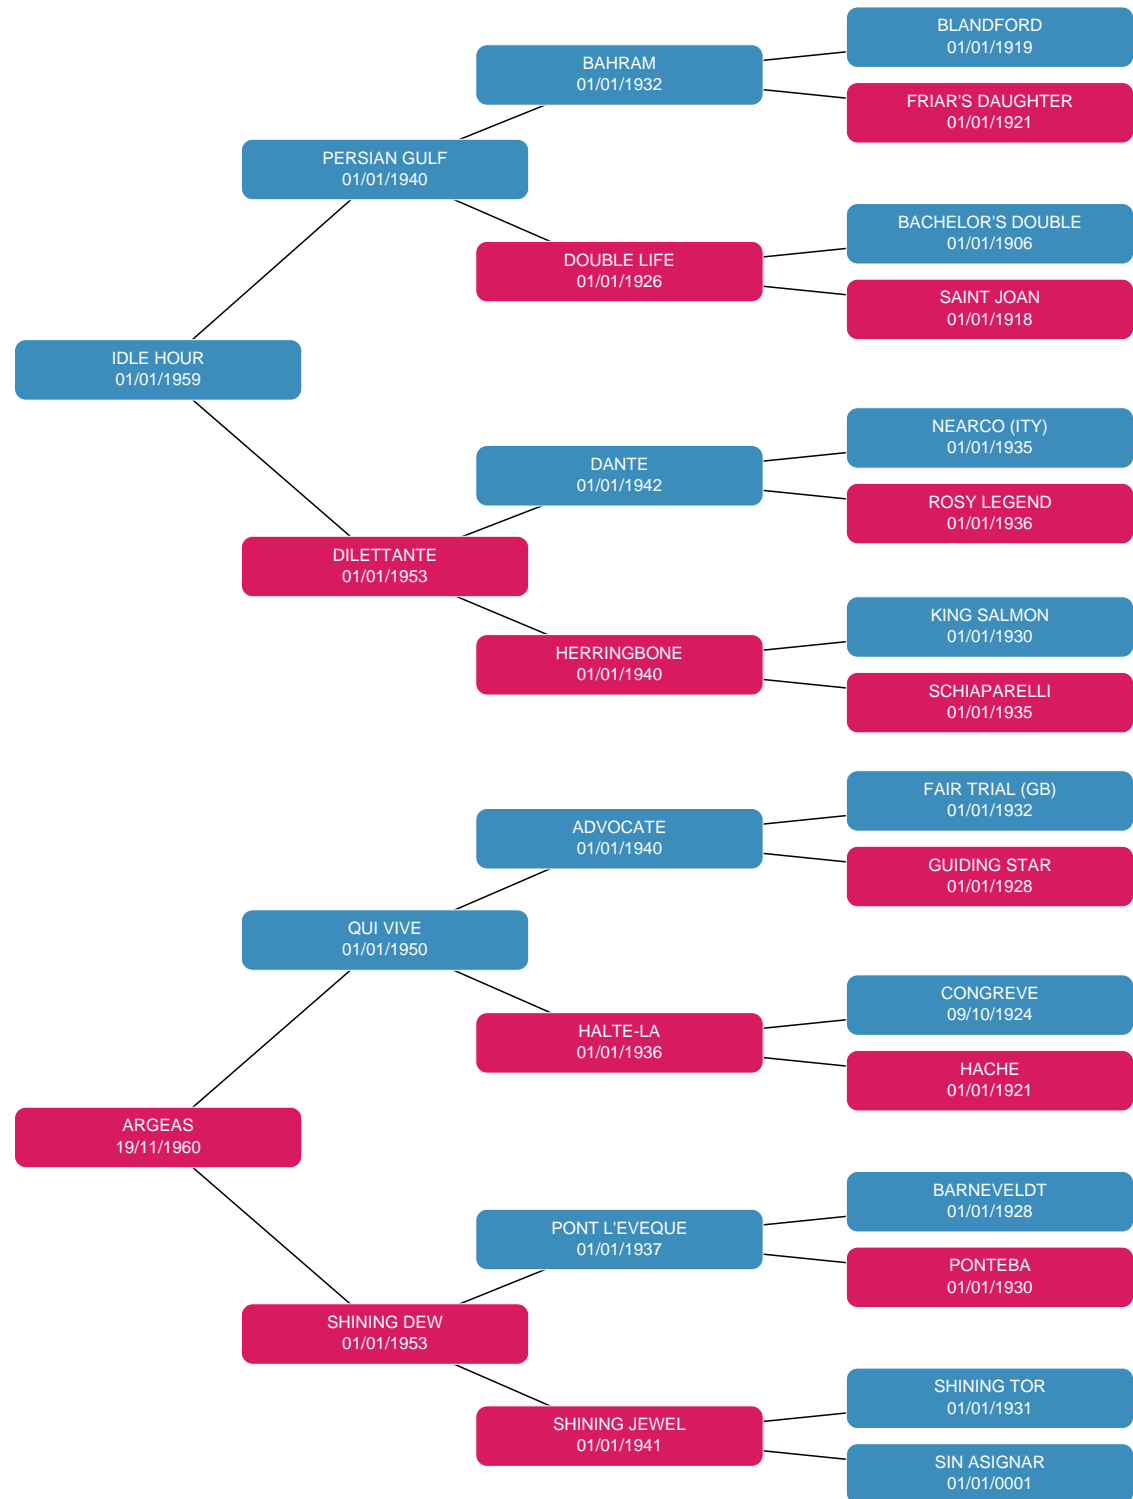 BLANDFORD
01/01/1919
BAHRAM
01/01/1932
FRIAR'S DAUGHTER
01/01/1921
PERSIAN GULF
01/01/1940
BACHELOR'S DOUBLE
01/01/1906
DOUBLE LIFE
01/01/1926
SAINT JOAN
01/01/1918
IDLE HOUR
01/01/1959
NEARCO (ITY)
01/01/1935
DANTE
01/01/1942
ROSY LEGEND
01/01/1936
DILETTANTE
01/01/1953
KING SALMON
01/01/1930
HERRINGBONE
01/01/1940
SCHIAPARELLI
01/01/1935
FAIR TRIAL (GB)
01/01/1932
ADVOCATE
01/01/1940
GUIDING STAR
01/01/1928
QUI VIVE
01/01/1950
CONGREVE
09/10/1924
HALTE-LA
01/01/1936
HACHE
01/01/1921
ARGEAS
19/11/1960
BARNEVELDT
01/01/1928
PONT L'EVEQUE
01/01/1937
PONTEBA
01/01/1930
SHINING DEW
01/01/1953
SHINING TOR
01/01/1931
SHINING JEWEL
01/01/1941
SIN ASIGNAR
01/01/0001